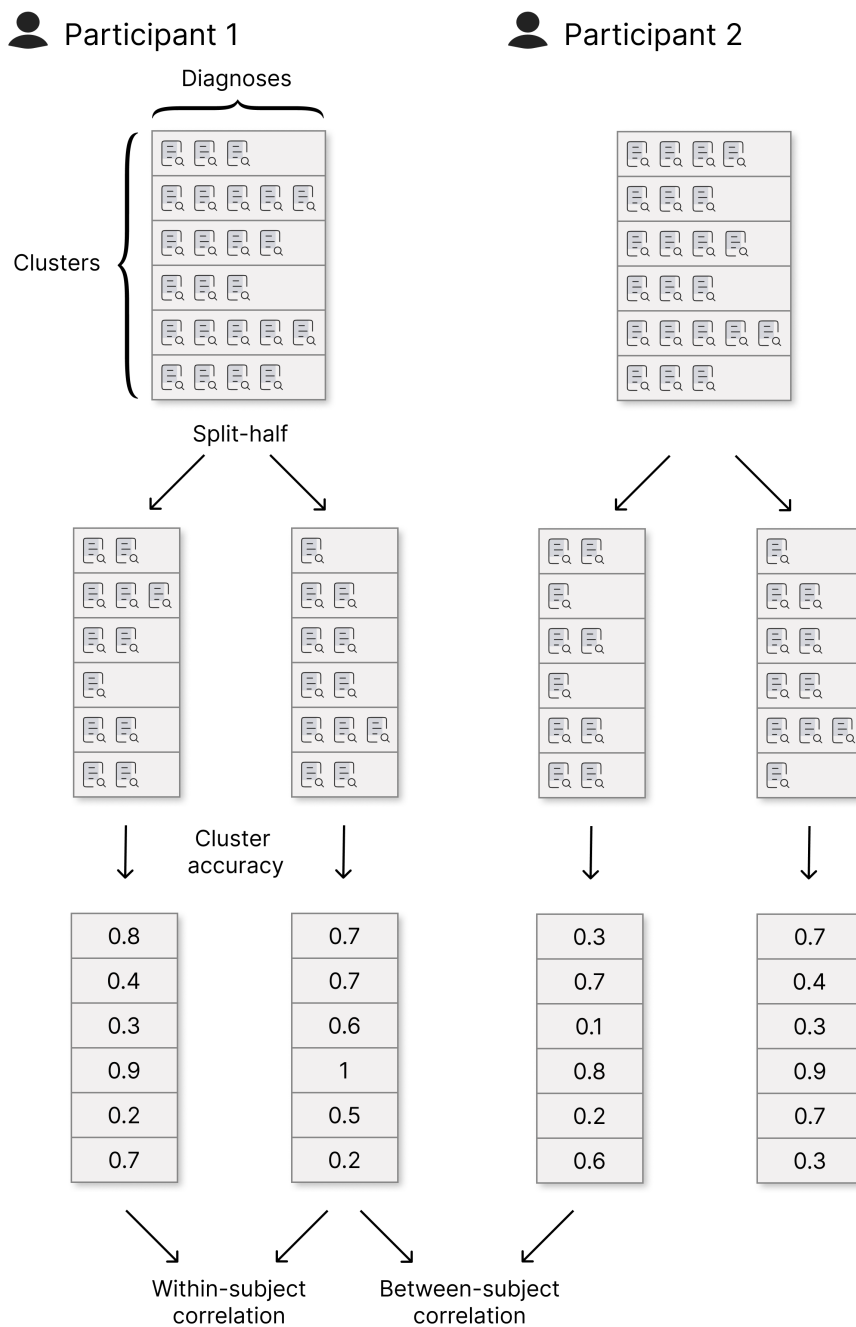 Participant 1
Participant 2
Diagnoses
Clusters
Split-half
Cluster
accuracy
0.8
0.7
0.3
0.7
0.4
0.7
0.7
0.4
0.3
0.6
0.1
0.3
0.9
1
0.8
0.9
0.2
0.5
0.2
0.7
0.7
0.2
0.6
0.3
Within-subject
correlation
Between-subject
correlation